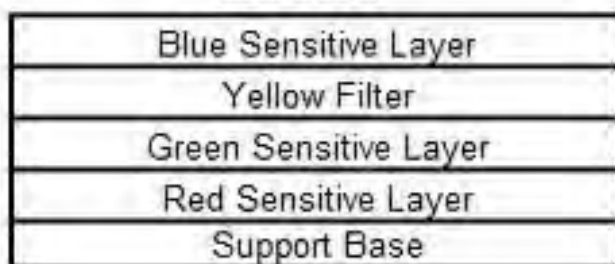 Blue Sensitive Layer
Yellow Filter
Green Sensitive Layer
Red Sensitive Layer
Support Base